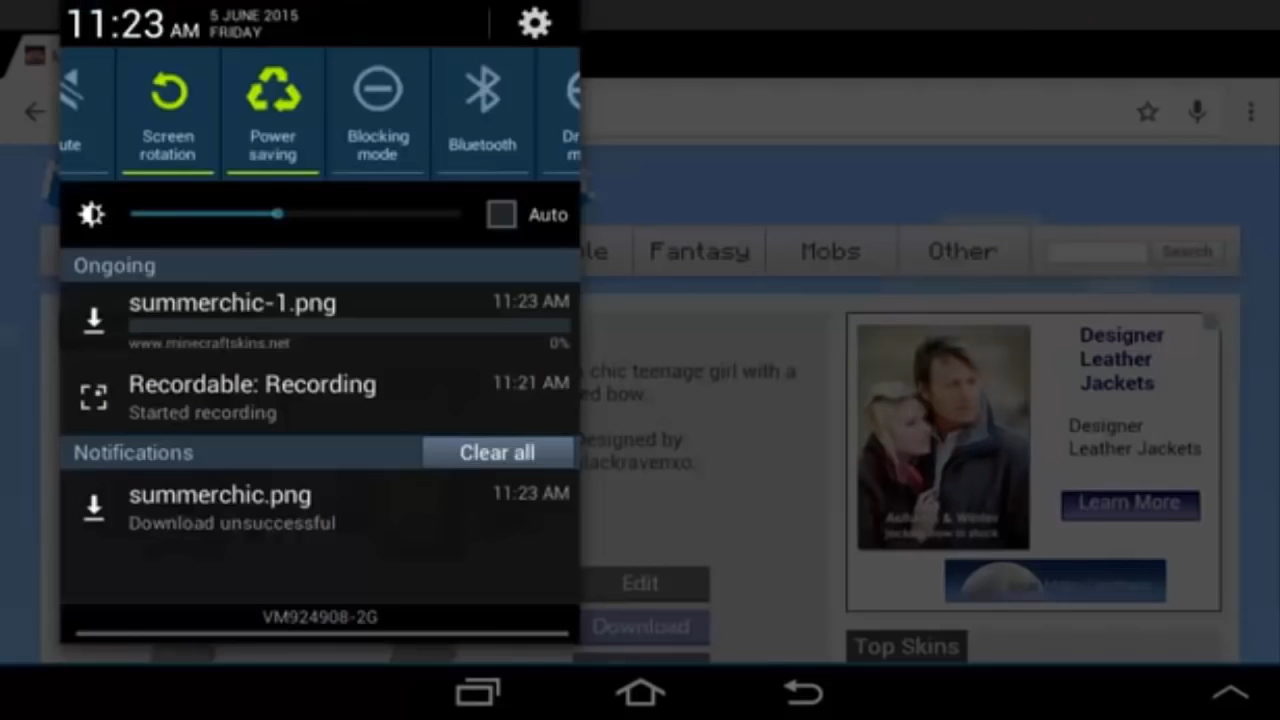 11:23 AM
5 JUNE 2015
FRIDAY
ute
Screen
rotation
Power
saving
Blocking
mode
Bluetooth
Dr
m
Auto
Ongoing
summerchic-1.png 11:23 AM
www.minecraftskins.net 0%
Recordable: Recording 11:21 AM
Started recording
Notifications Clear all
summerchic.png 11:23 AM
Download unsuccessful
VM924908-2G
le Fantasy Mobs Other Search
chic teenage girl with a
ed bow.
esigned by
lackravenxo.
Edit
Download
Designer
Leather
Jackets
Designer
Leather Jackets
Learn More
Top Skins